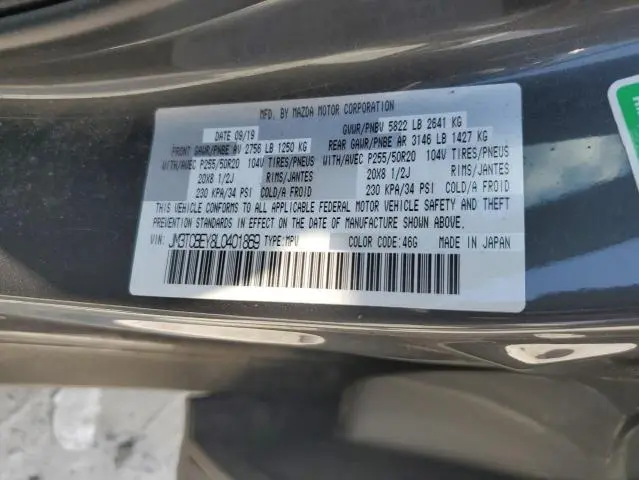 MFD. BY MAZDA MOTOR CORPORATION
DATE 09/19 GVWR/PNBV 5822 LB 2641 KG
FRONT GAWR/PNBE AV 2756 LB 1250 KG REAR GAWR/PNBE AR 3146 LB 1427 KG
WITH/AVEC P255/50R20 104V TIRES/PNEUS WITH/AVEC P255/50R20 104V TIRES/PNEUS
20X8 1/2J RIMS/JANTES 20X8 1/2J RIMS/JANTES
230 KPA/34 PSI COLD/A FROID 230 KPA/34 PSI COLD/A FROID
THIS VEHICLE CONFORMS TO ALL APPLICABLE FEDERAL MOTOR VEHICLE SAFETY AND THEFT
PREVENTION STANDARDS IN EFFECT ON THE DATE OF MANUFACTURE SHOWN ABOVE.
VIN: JM3TCBEY8L0401869 TYPE:MPV COLOR CODE:46G MADE IN JAPAN